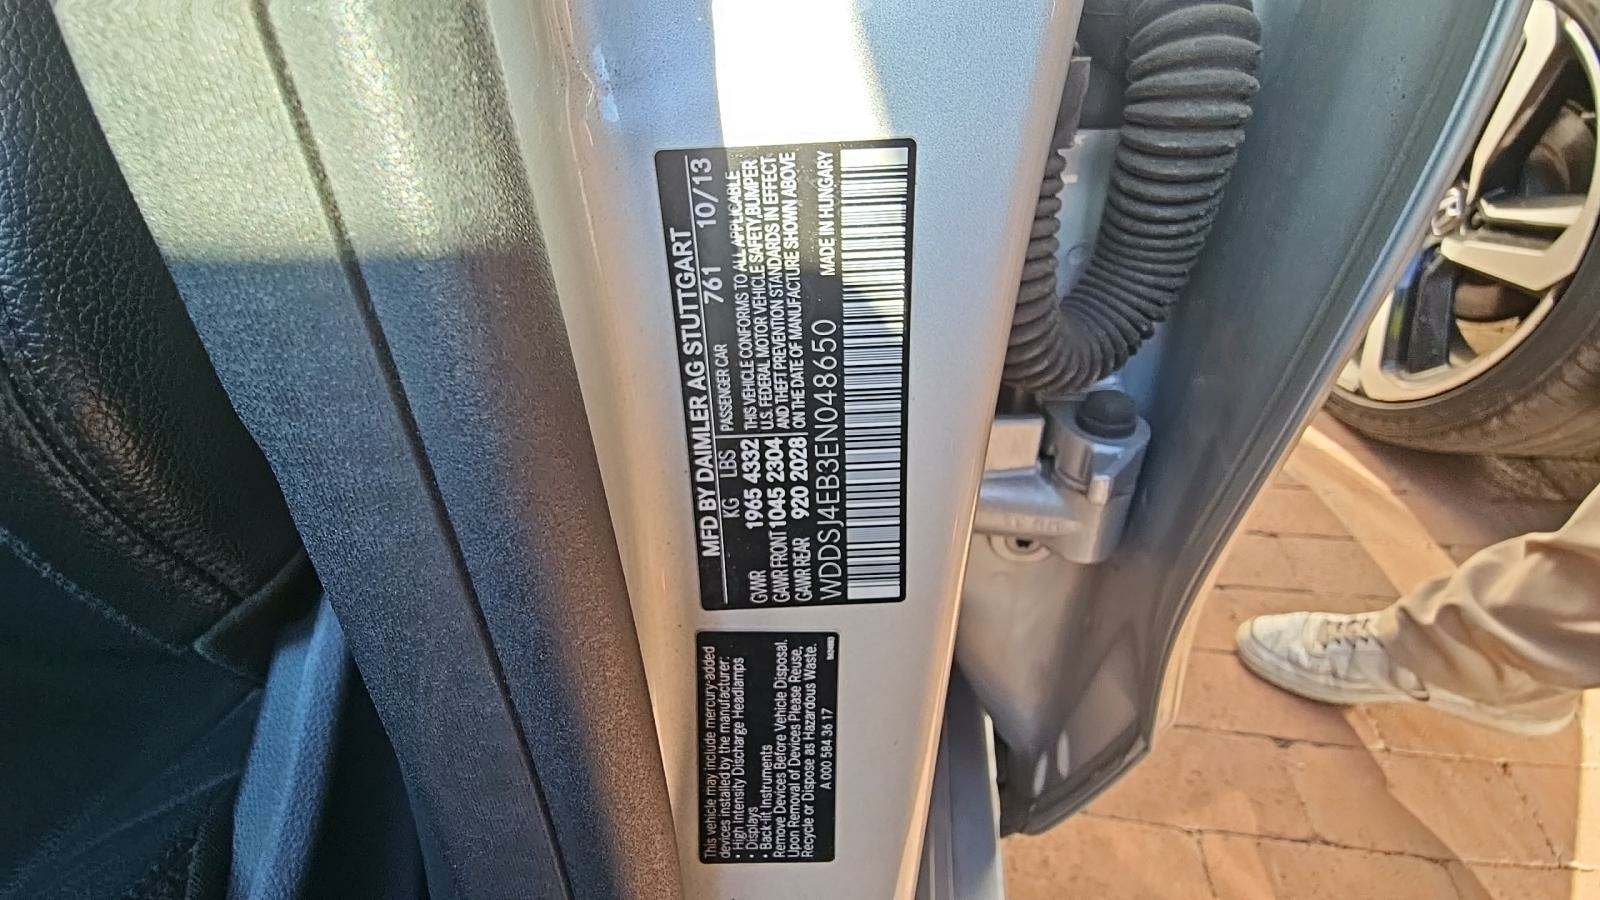 MFD BY DAIMLER AG STUTTGART
KG LBS PASSENGER CAR 761 10/13
GVWR 1965 4332 THIS VEHICLE CONFORMS TO ALL APPLICABLE
U.S. FEDERAL MOTOR VEHICLE SAFETY,BUMPER
GAWR FRONT 1045 2304 AND THEFT PREVENTION STANDARDS IN EFFECT
GAWR REAR 920 2028 ON THE DATE OF MANUFACTURE SHOWN ABOVE
WDDSJ4EB3EN048650 MADE IN HUNGARY
This vehicle may include mercury-added
devices installed by the manufacturer:
• High Intensity Discharge Headlamps
• Displays
• Back-lit Instruments
Remove Devices Before Vehicle Disposal.
Upon Removal of Devices Please Reuse,
Recycle or Dispose as Hazardous Waste.
A 000 584 36 17